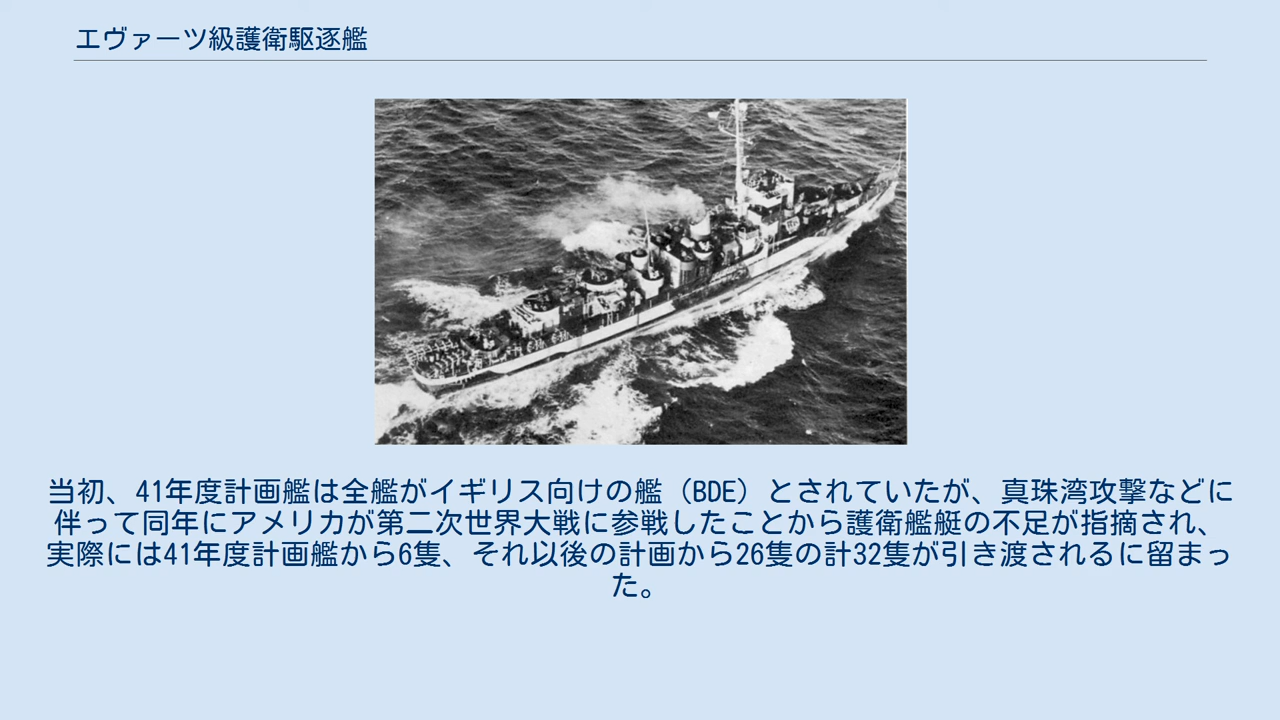 エヴァーツ級護衛駆逐艦
当初、41年度計画艦は全艦がイギリス向けの艦（BDE）とされていたが、真珠湾攻撃などに
伴って同年にアメリカが第二次世界大戦に参戦したことから護衛艦艇の不足が指摘され、
実際には41年度計画艦から6隻、それ以後の計画から26隻の計32隻が引き渡されるに留まっ
た。